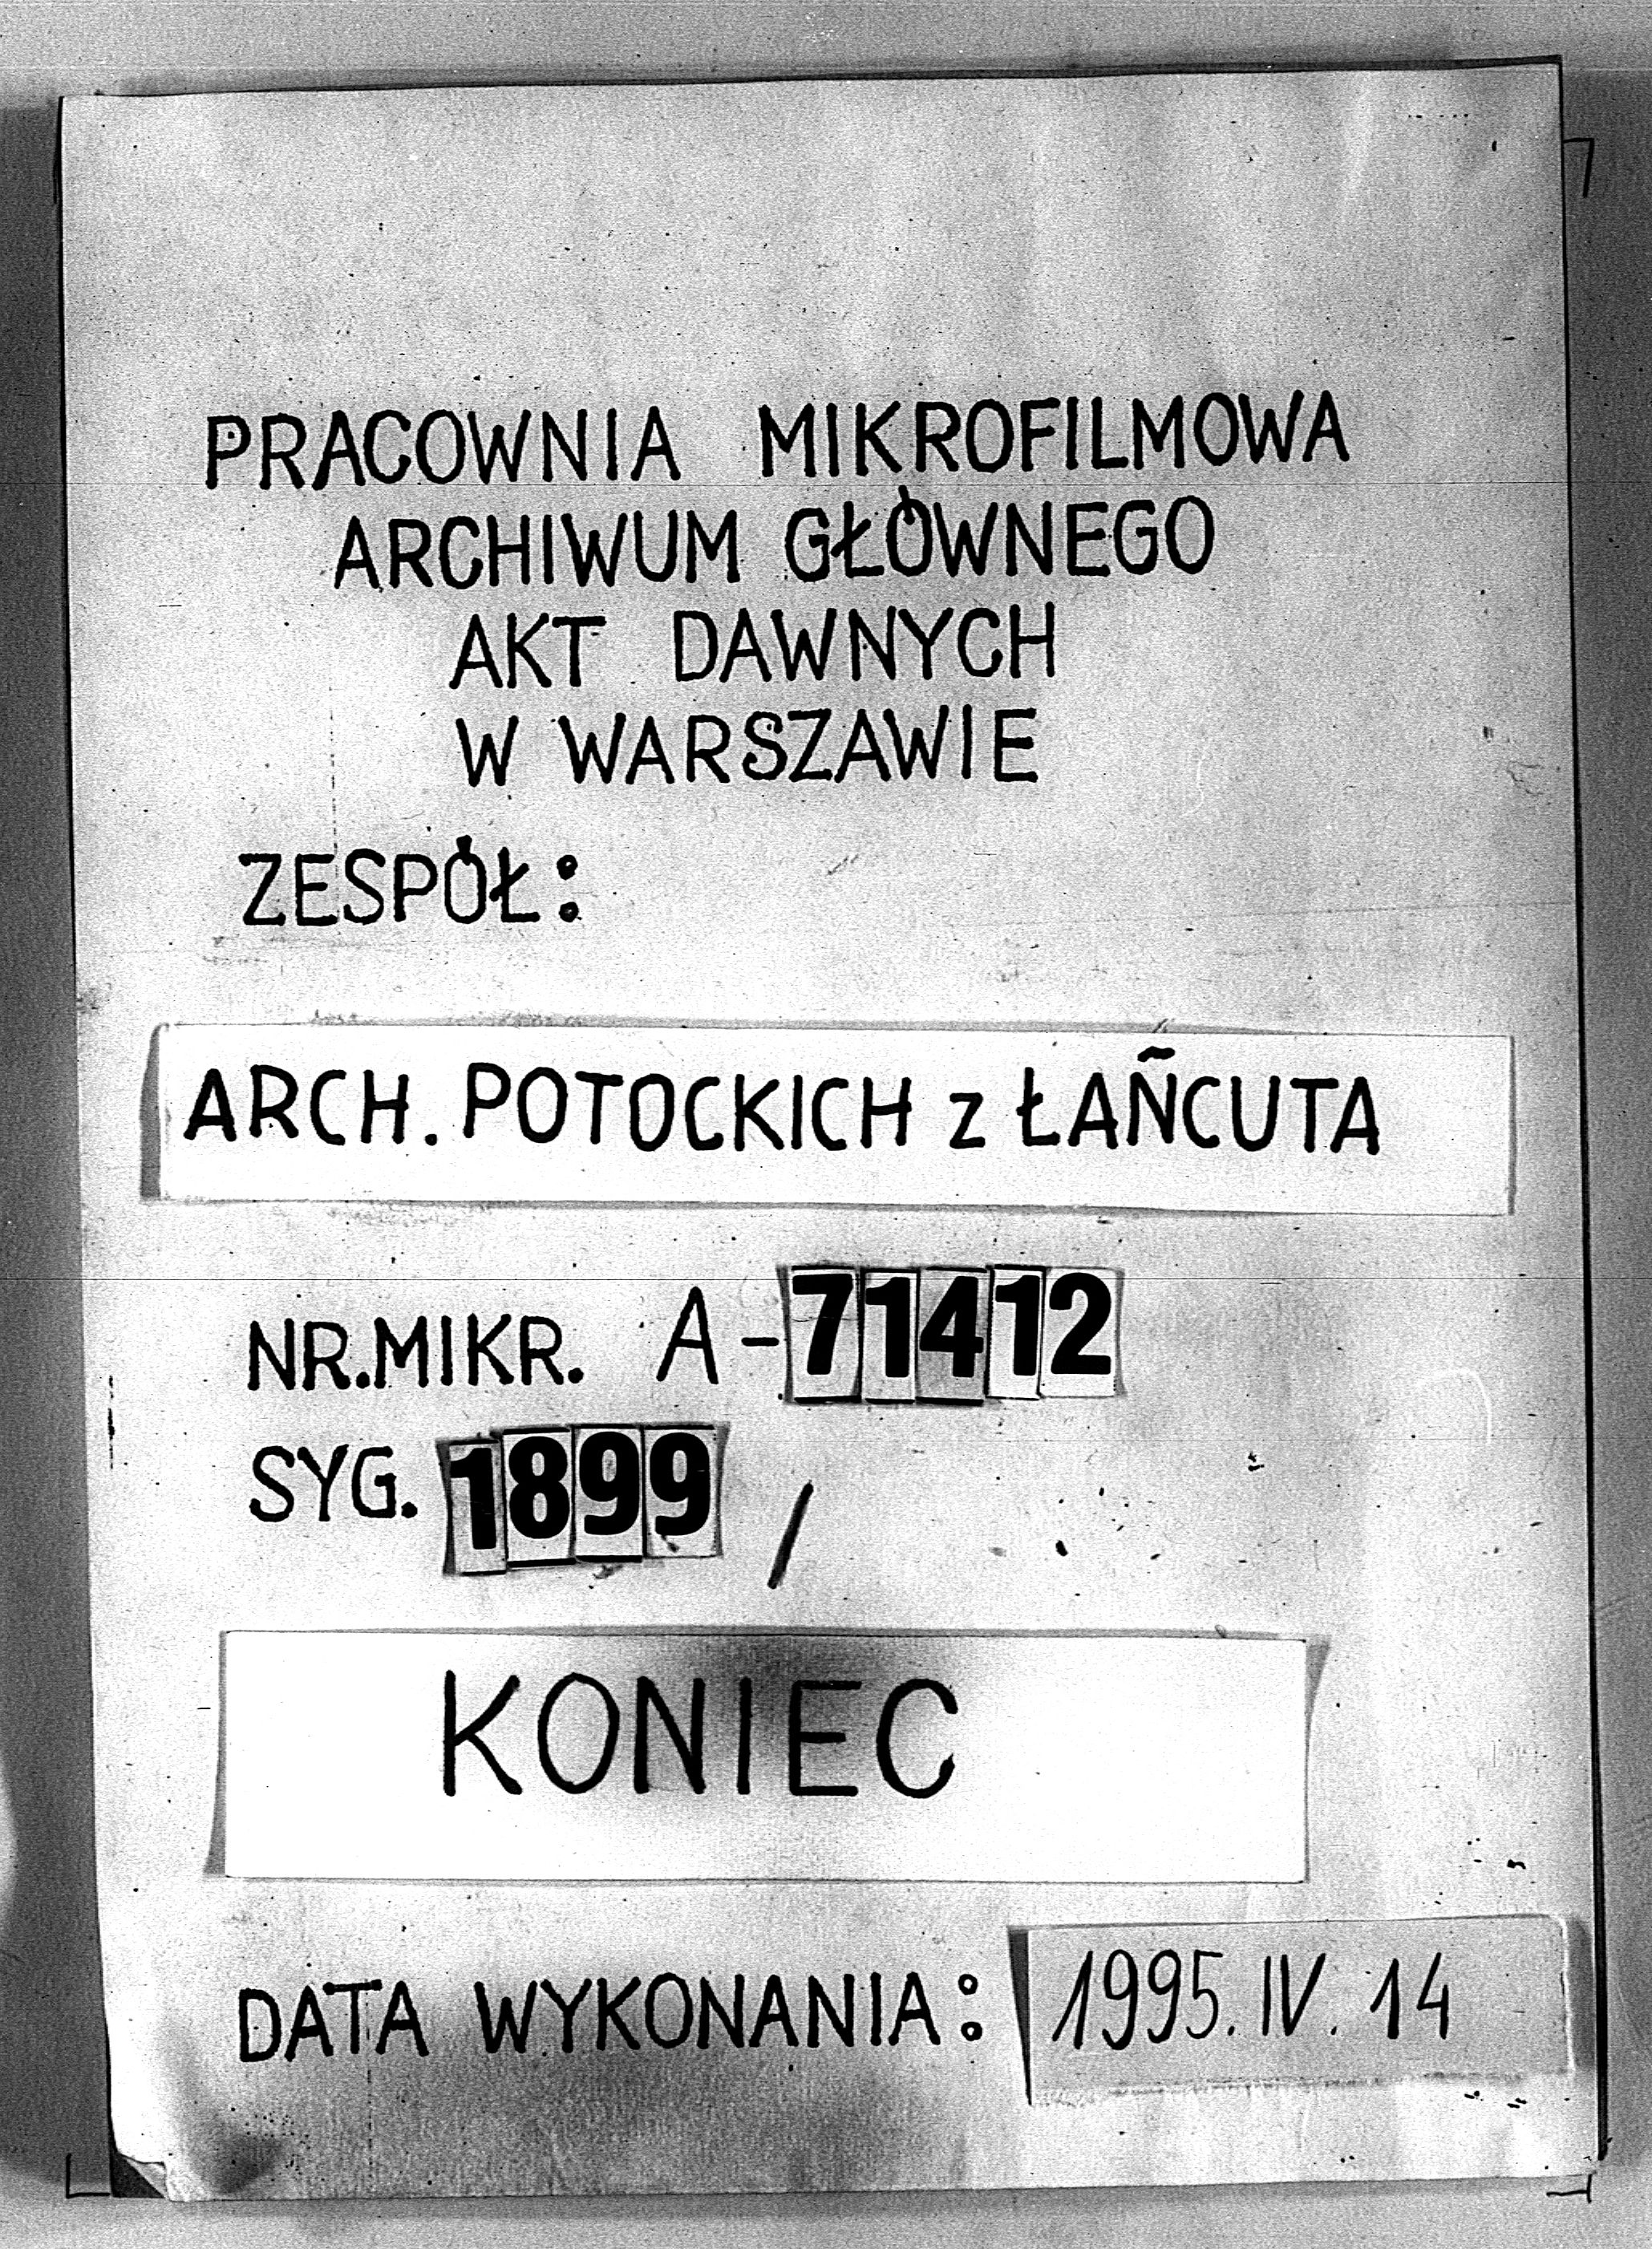 PRACOWNIA MIKROFILMOWA
ARCHIWUM GŁÓWNEGO
AKT DAWNYCH
W WARSZAWIE
ZESPÓŁ:
ARCH. POTOCKICH z ŁAÑCUTA
NR.MIKR. A-71412
SYG. 1899 /
KONIEC
DATA WYKONANIA: 1995.IV.14